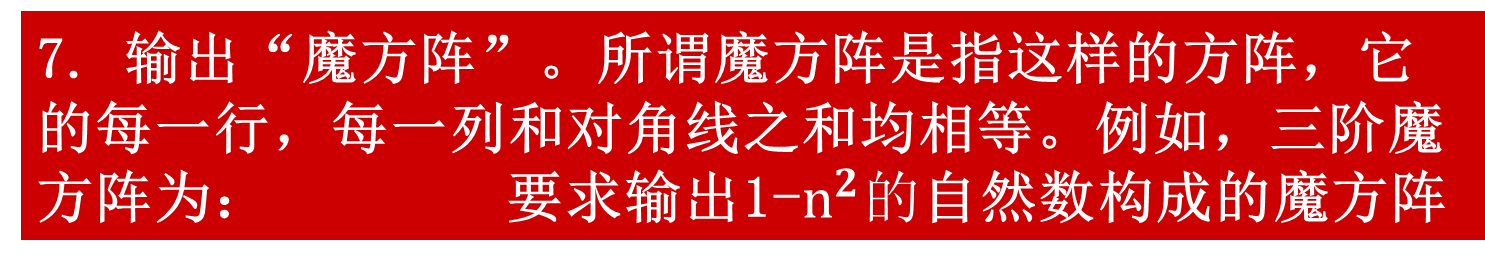 7. 输出“魔方阵”。所谓魔方阵是指这样的方阵，它
的每一行，每一列和对角线之和均相等。例如，三阶魔
方阵为： 要求输出1-n²的自然数构成的魔方阵